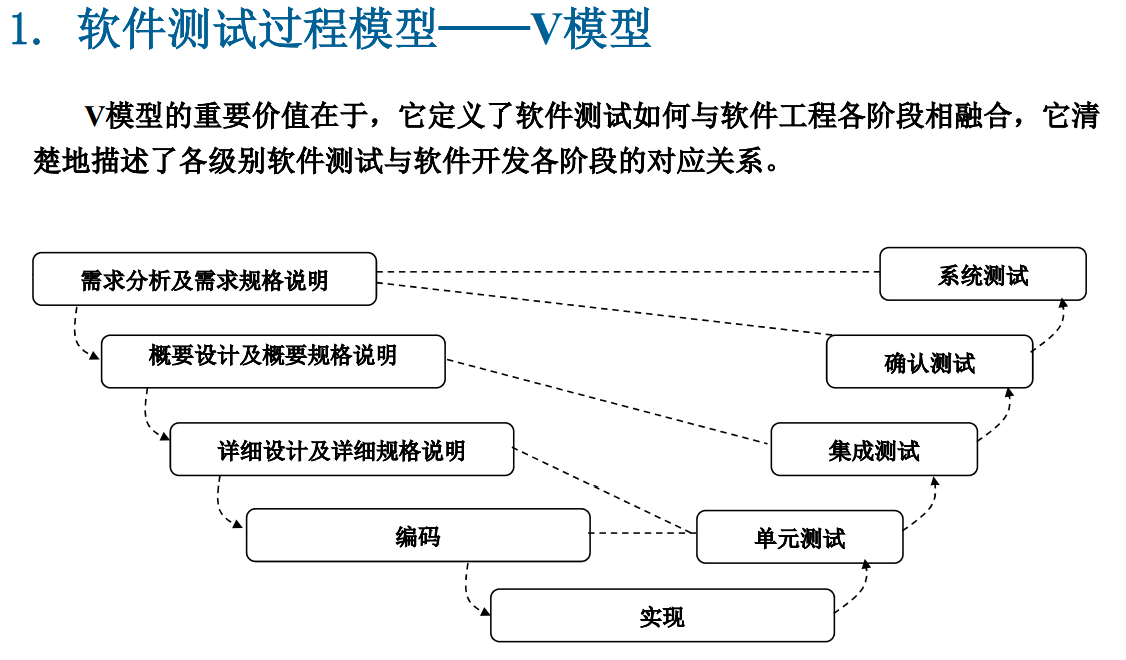 1. 软件测试过程模型——V模型
V模型的重要价值在于，它定义了软件测试如何与软件工程各阶段相融合，它清
楚地描述了各级别软件测试与软件开发各阶段的对应关系。
需求分析及需求规格说明
系统测试
概要设计及概要规格说明
确认测试
详细设计及详细规格说明
集成测试
编码
单元测试
实现